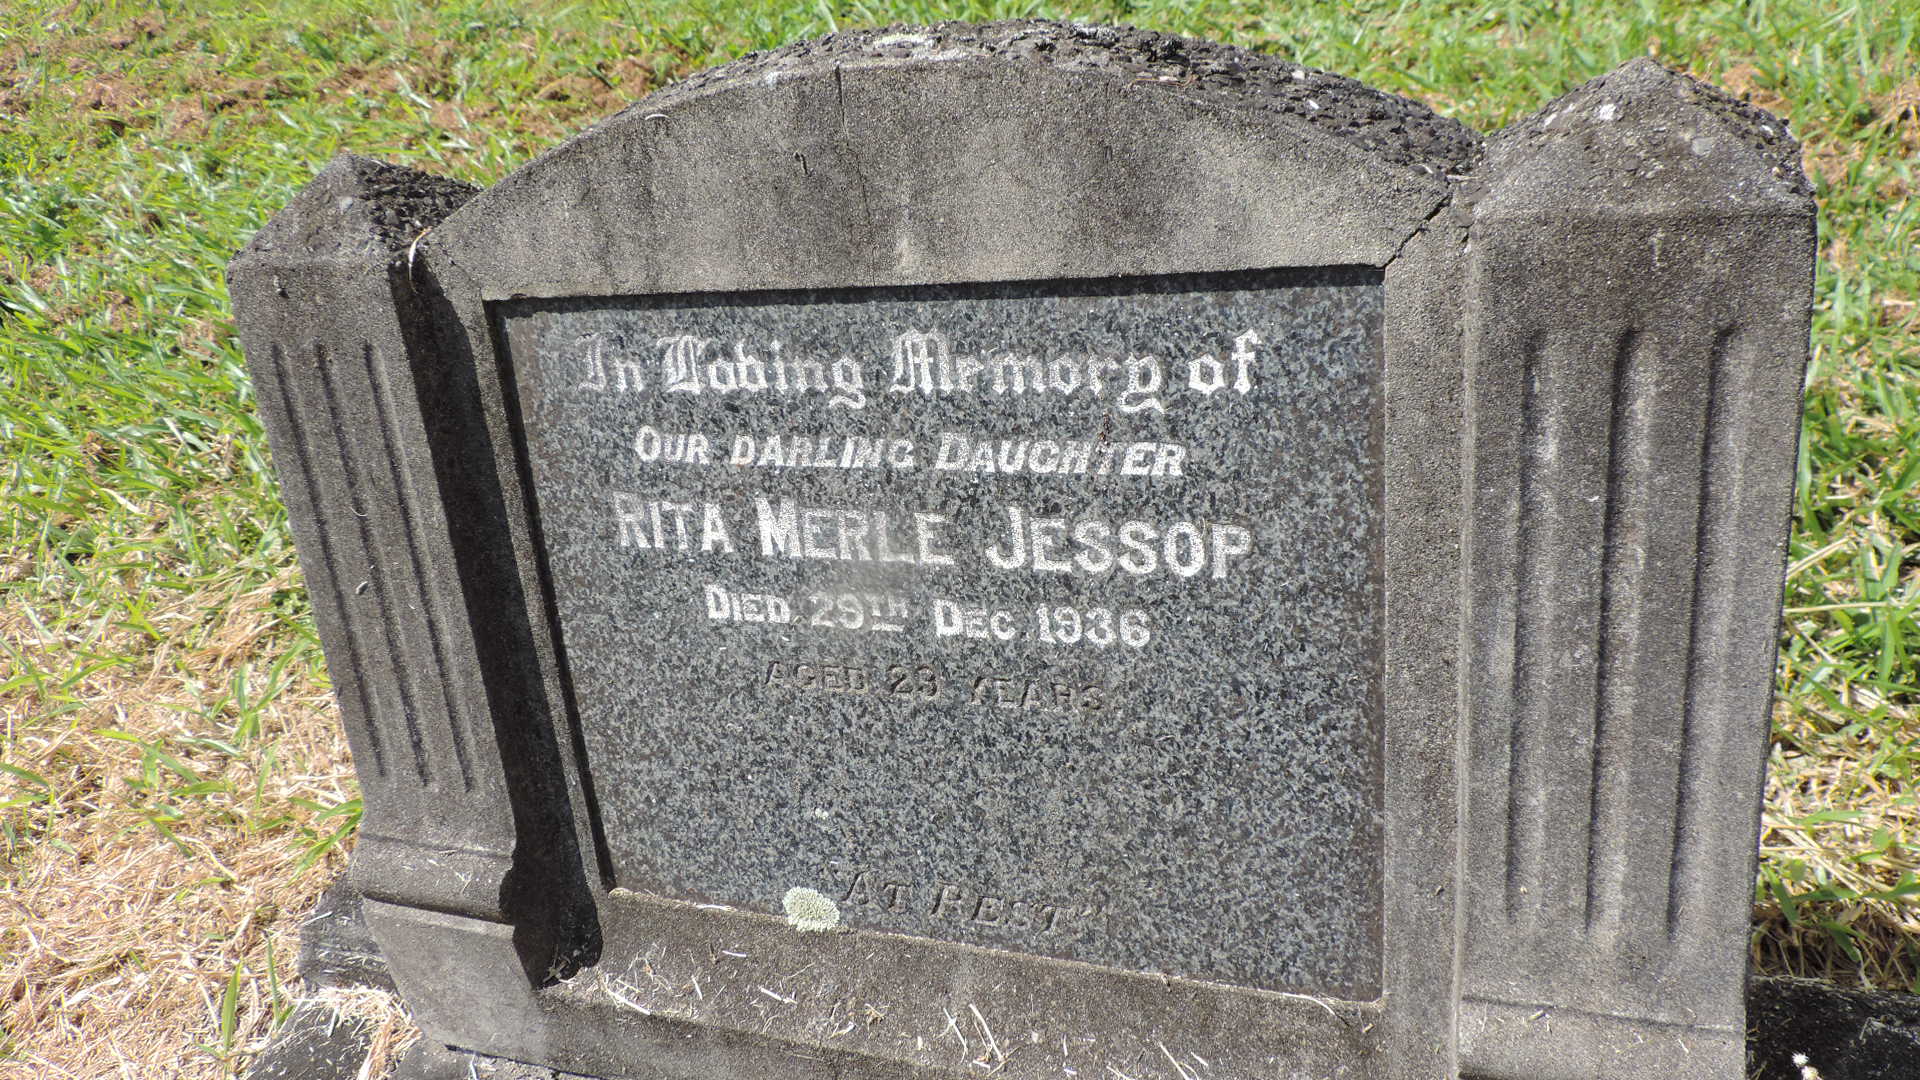 In Loving Memory of
OUR DARLING DAUGHTER
RITA MERLE JESSOP
DIED 29TH DEC. 1936
AGED 23 YEARS
"AT REST"